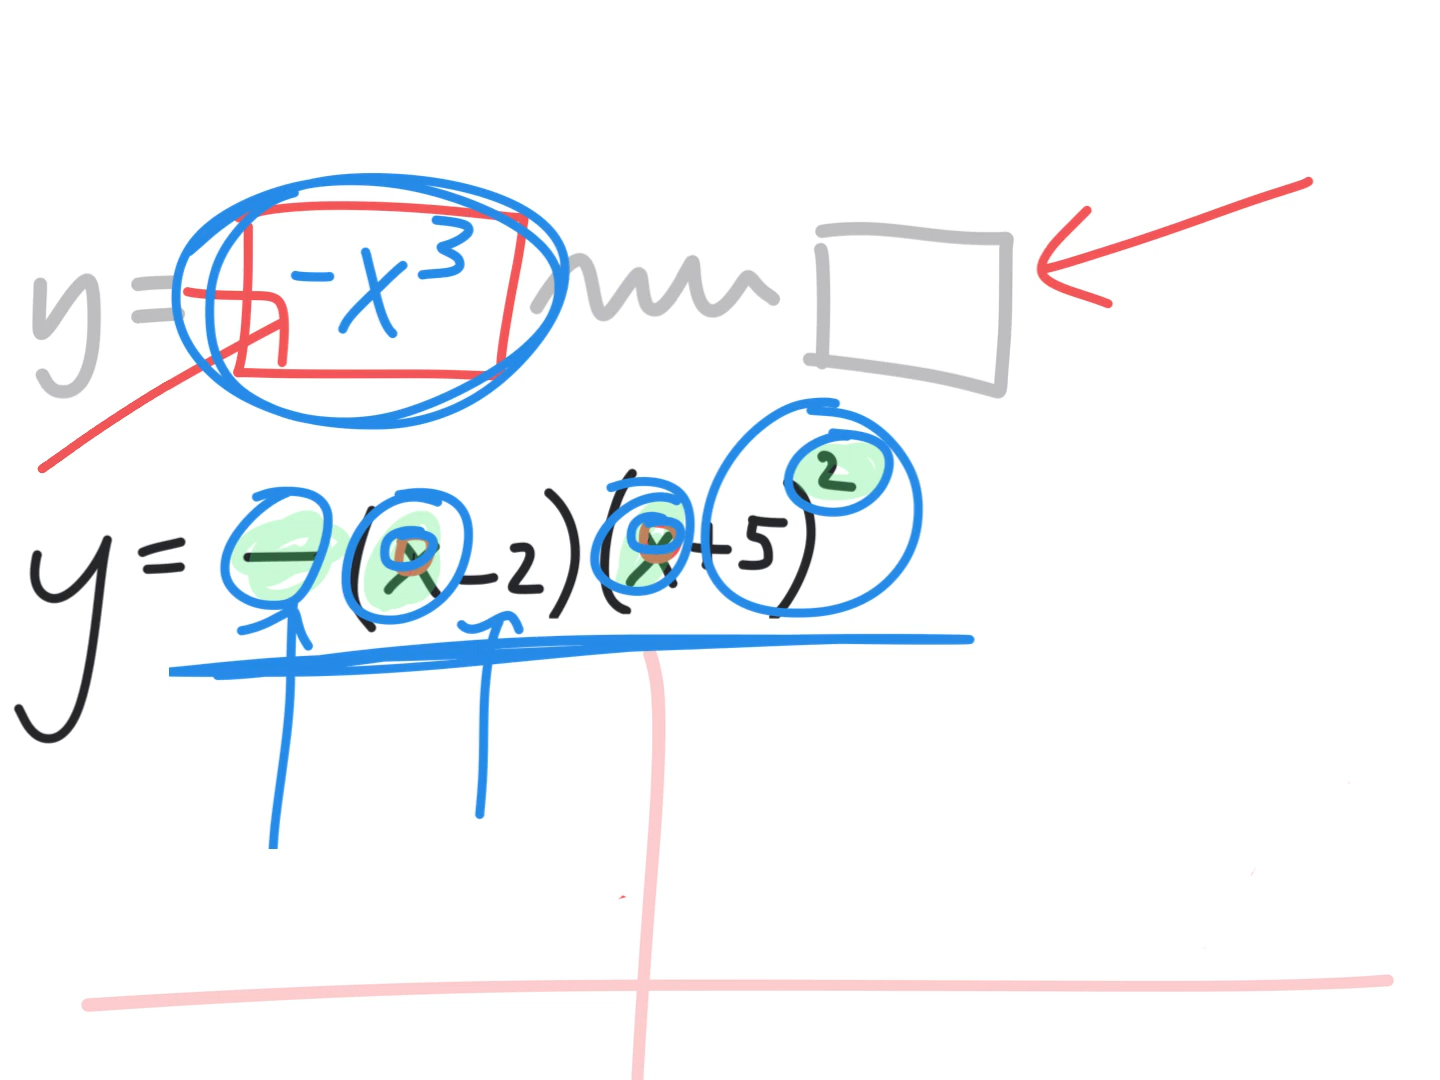 y = -x³
y = -(x-2)(x+5)²